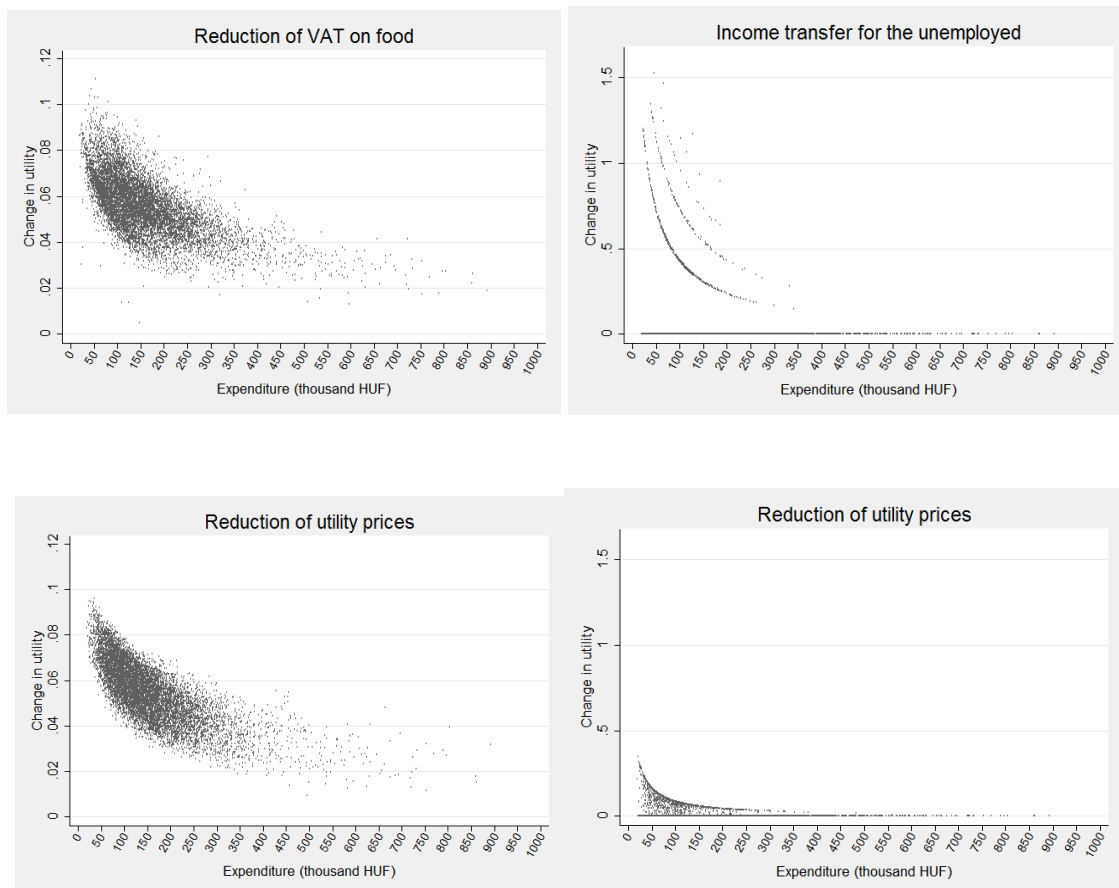 Reduction of VAT on food
Change in utility
.12
.1
.08
.06
.04
.02
0
0 50 100 150 200 250 300 350 400 450 500 550 600 650 700 750 800 850 900 950 1000
Expenditure (thousand HUF)
Income transfer for the unemployed
Change in utility
1.5
1
.5
0
0 50 100 150 200 250 300 350 400 450 500 550 600 650 700 750 800 850 900 950 1000
Expenditure (thousand HUF)
Reduction of utility prices
Change in utility
.12
.1
.08
.06
.04
.02
0
0 50 100 150 200 250 300 350 400 450 500 550 600 650 700 750 800 850 900 950 1000
Expenditure (thousand HUF)
Reduction of utility prices
Change in utility
1.5
1
.5
0
0 50 100 150 200 250 300 350 400 450 500 550 600 650 700 750 800 850 900 950 1000
Expenditure (thousand HUF)